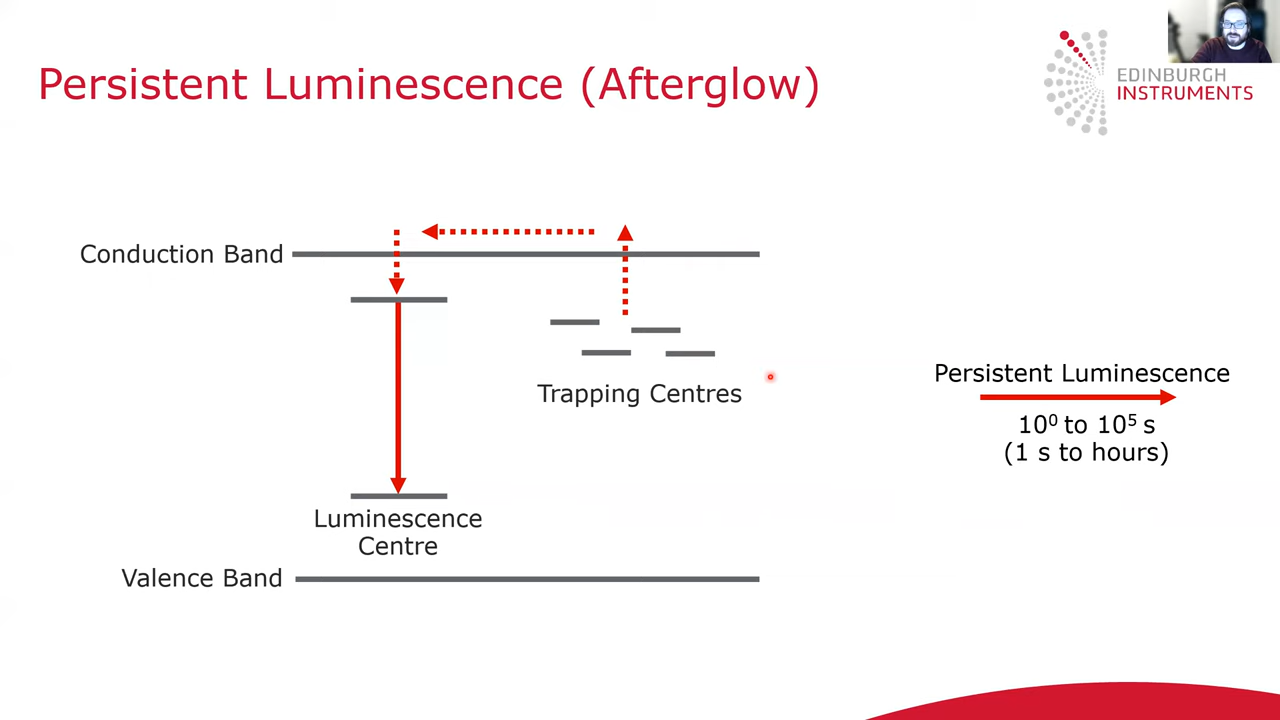 Persistent Luminescence (Afterglow)
EDINBURGH
INSTRUMENTS
Conduction Band
Trapping Centres
Luminescence
Centre
Valence Band
Persistent Luminescence
10⁰ to 10⁵ s
(1 s to hours)